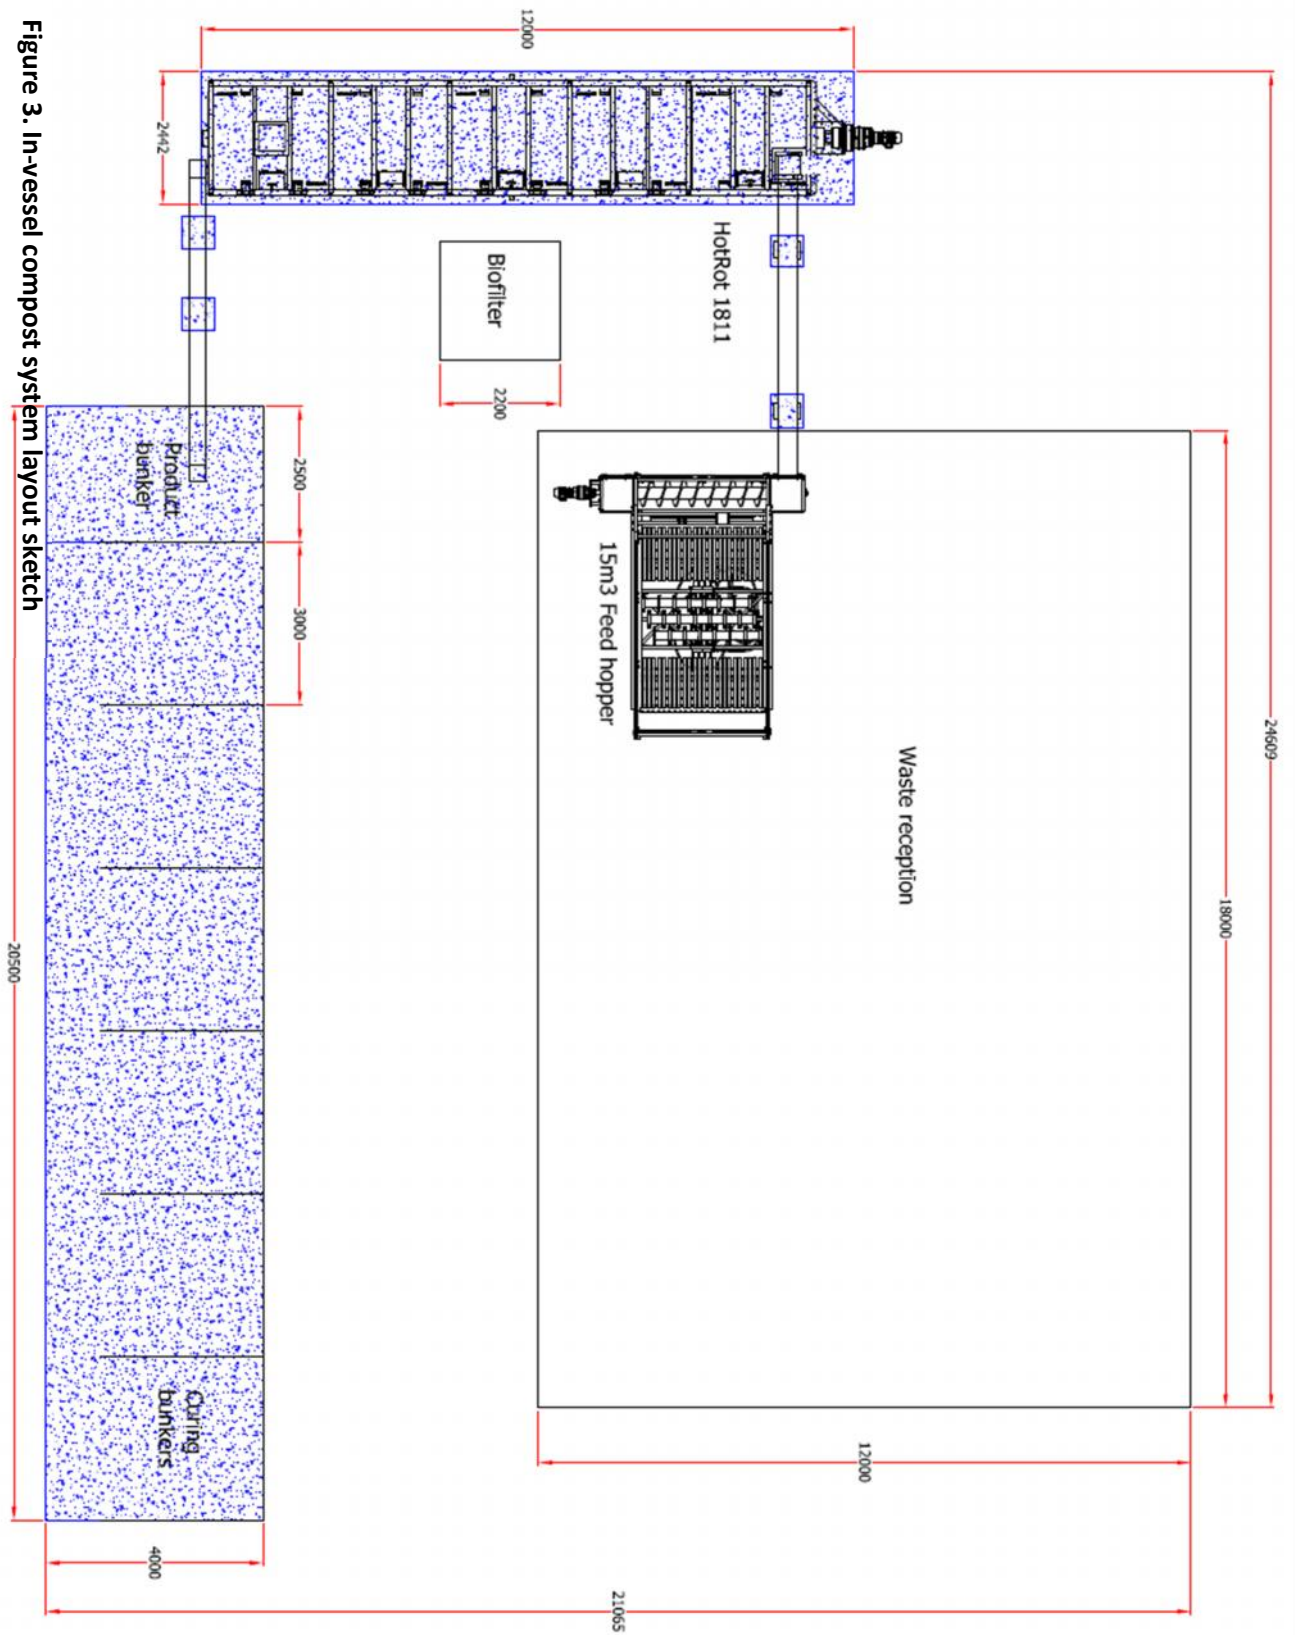 24609
18000
12000
2442
HotRot 1811
Biofilter
2200
Waste reception
15m3 Feed hopper
12000
21065
2500
3000
Product
bunker
Curing
bunkers
4000
20500
Figure 3. In-vessel compost system layout sketch